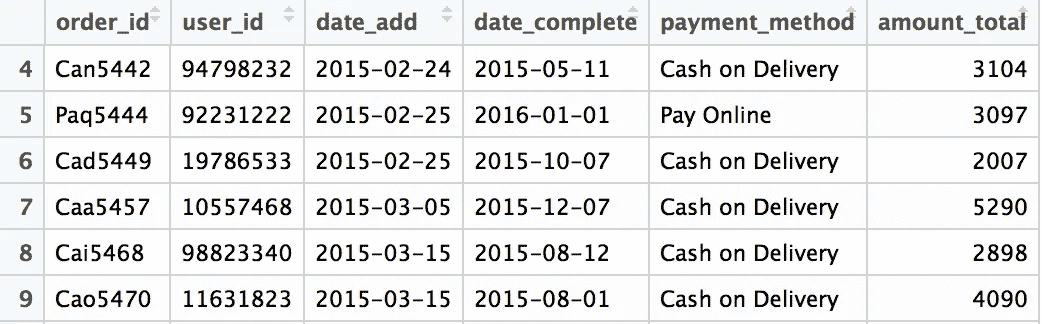 order_id user_id date_add date_complete payment_method amount_total
4 Can5442 94798232 2015-02-24 2015-05-11 Cash on Delivery 3104
5 Paq5444 92231222 2015-02-25 2016-01-01 Pay Online 3097
6 Cad5449 19786533 2015-02-25 2015-10-07 Cash on Delivery 2007
7 Caa5457 10557468 2015-03-05 2015-12-07 Cash on Delivery 5290
8 Cai5468 98823340 2015-03-15 2015-08-12 Cash on Delivery 2898
9 Cao5470 11631823 2015-03-15 2015-08-01 Cash on Delivery 4090